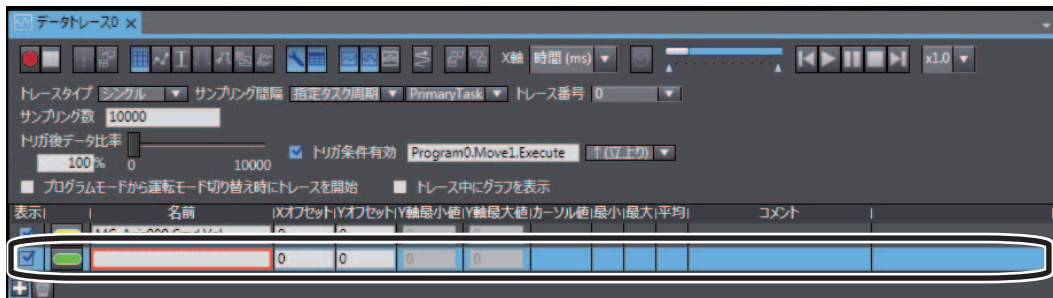 データトレース0 ×
X軸 時間 (ms) x1.0
トレースタイプ シングル サンプリング間隔 指定タスク周期 PrimaryTask トレース番号 0
サンプリング数 10000
トリガ後データ比率
100 % 0 10000 トリガ条件有効 Program0.Move1.Execute ↑(立上り)
プログラムモードから運転モード切り替え時にトレースを開始 トレース中にグラフを表示
表示 名前 Xオフセット Yオフセット Y軸最小値 Y軸最大値 カーソル値 最小 最大 平均 コメント
0 0 0 0
0 0 0 0